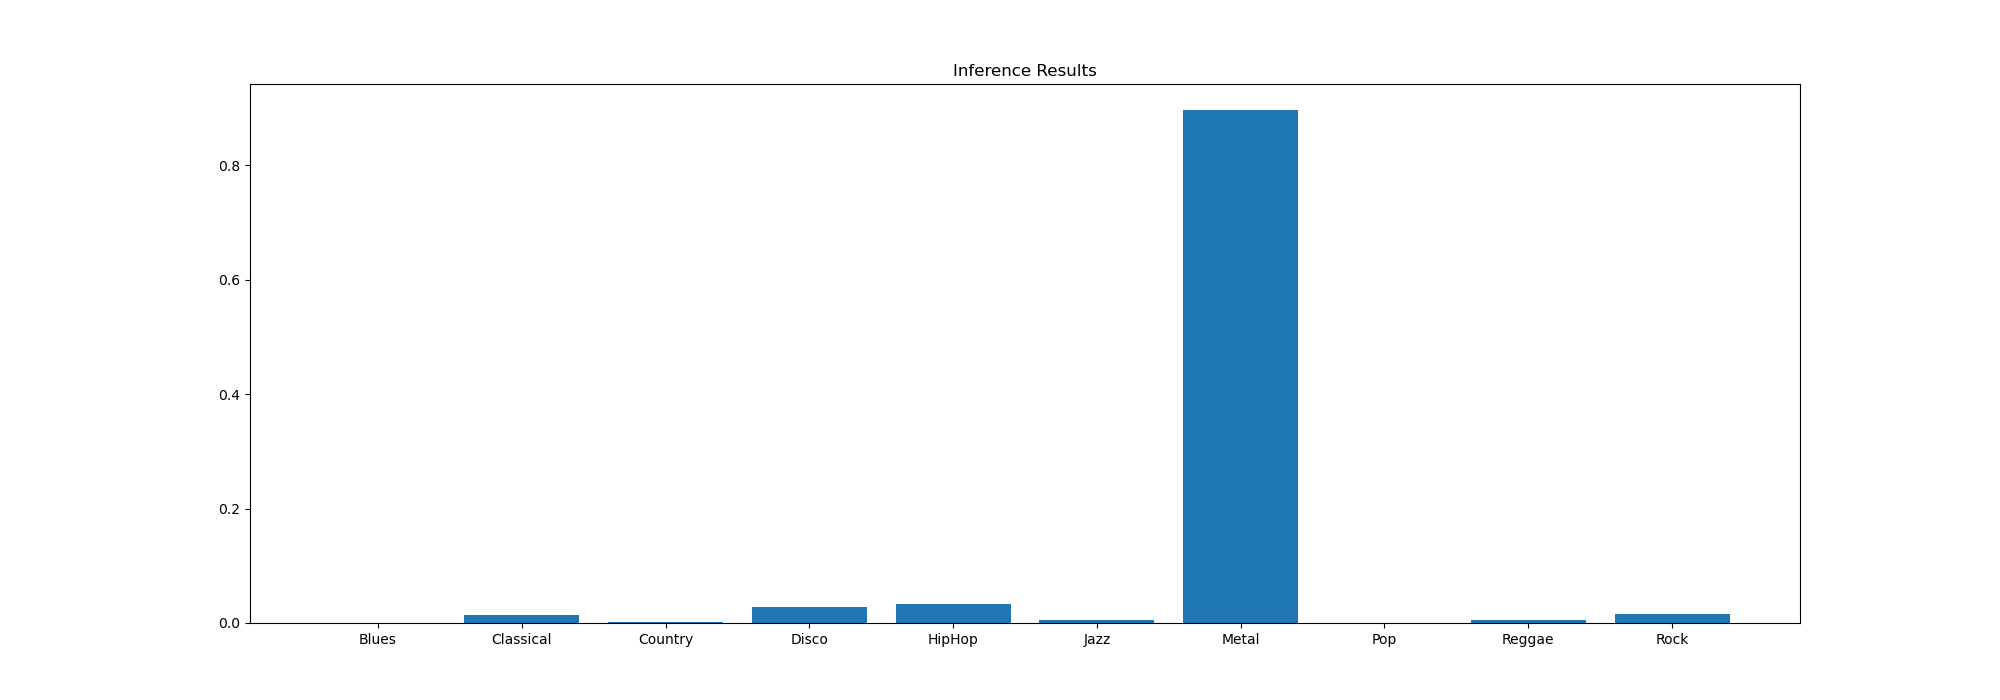 Inference Results
0.8
0.6
0.4
0.2
0.0
Blues Classical Country Disco HipHop Jazz Metal Pop Reggae Rock